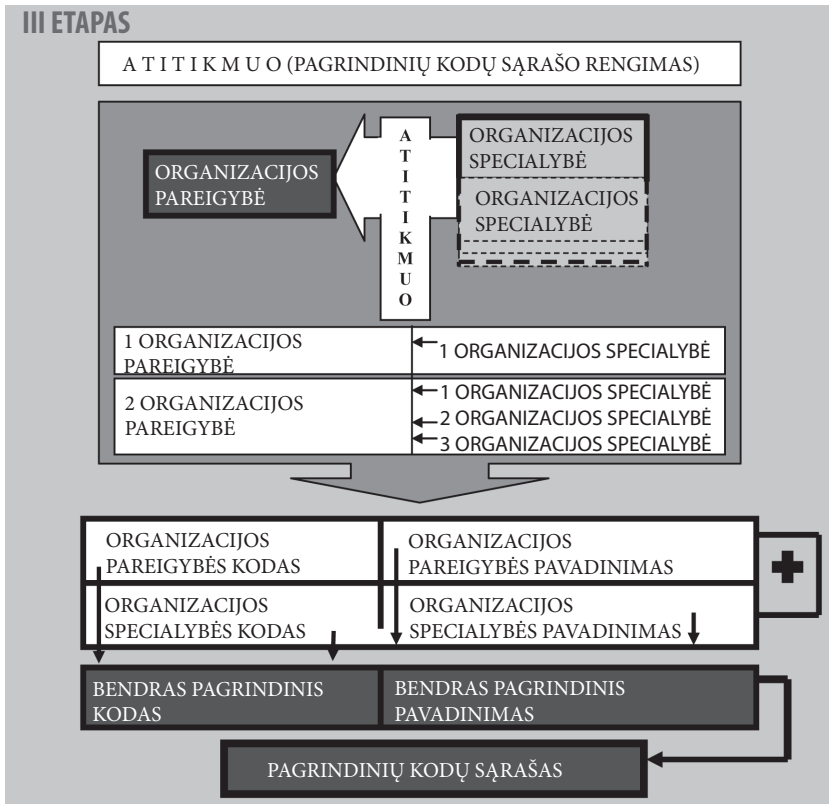 III ETAPAS
A T I T I K M U O (PAGRINDINIŲ KODŲ SĄRAŠO RENGIMAS)
ORGANIZACIJOS
PAREIGYBĖ
A
T
I
T
I
K
M
U
O
ORGANIZACIJOS
SPECIALYBĖ
ORGANIZACIJOS
SPECIALYBĖ
1 ORGANIZACIJOS
PAREIGYBĖ
1 ORGANIZACIJOS SPECIALYBĖ
2 ORGANIZACIJOS
PAREIGYBĖ
1 ORGANIZACIJOS SPECIALYBĖ
2 ORGANIZACIJOS SPECIALYBĖ
3 ORGANIZACIJOS SPECIALYBĖ
ORGANIZACIJOS
PAREIGYBĖS KODAS
ORGANIZACIJOS
PAREIGYBĖS PAVADINIMAS
+
ORGANIZACIJOS
SPECIALYBĖS KODAS
ORGANIZACIJOS
SPECIALYBĖS PAVADINIMAS
BENDRAS PAGRINDINIS
KODAS
BENDRAS PAGRINDINIS
PAVADINIMAS
PAGRINDINIŲ KODŲ SĄRAŠAS